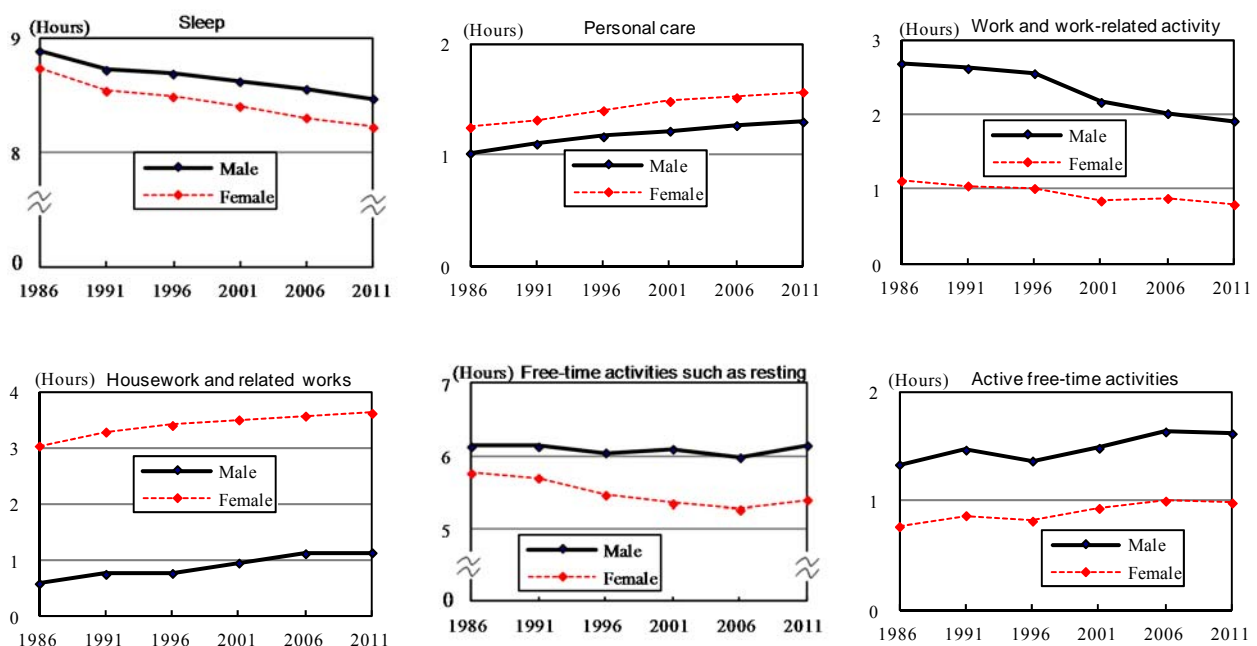 (Hours) Sleep
9
8
0
Male
Female
1986 1991 1996 2001 2006 2011
(Hours) Personal care
2
1
0
Male
Female
1986 1991 1996 2001 2006 2011
(Hours) Work and work-related activity
3
2
1
0
Male
Female
1986 1991 1996 2001 2006 2011
(Hours) Housework and related works
4
3
2
1
0
Male
Female
1986 1991 1996 2001 2006 2011
(Hours) Free-time activities such as resting
7
6
5
0
Male
Female
1986 1991 1996 2001 2006 2011
(Hours) Active free-time activities
2
1
0
Male
Female
1986 1991 1996 2001 2006 2011